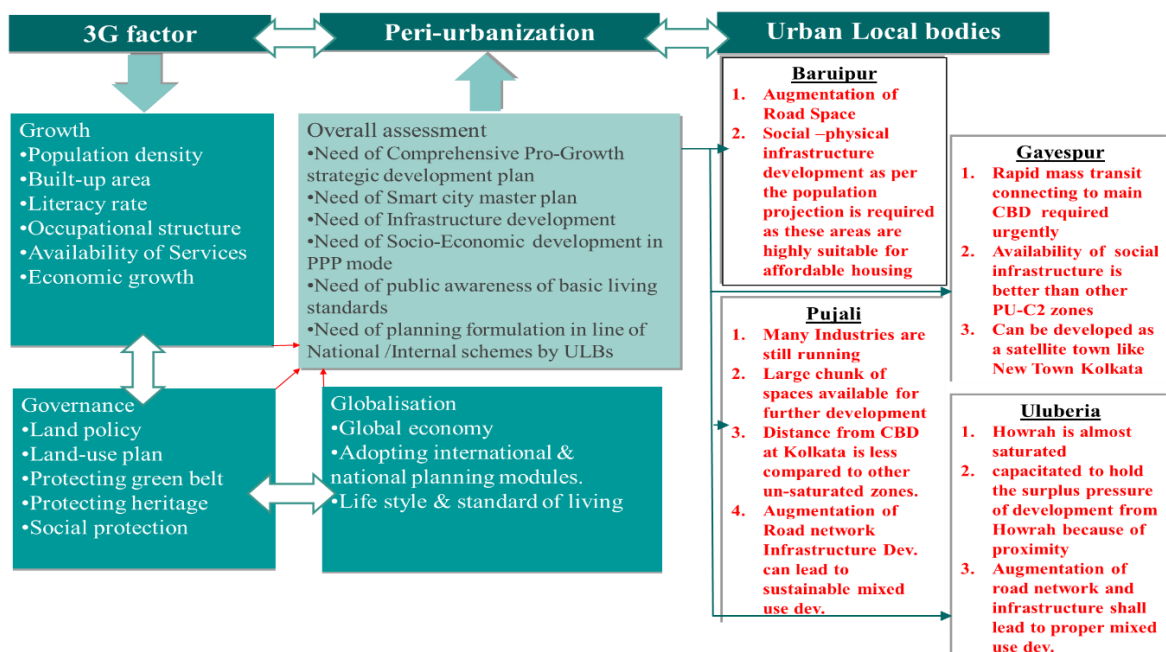 3G factor
Peri-urbanization
Urban Local bodies
Growth
•Population density
•Built-up area
•Literacy rate
•Occupational structure
•Availability of Services
•Economic growth
Governance
•Land policy
•Land-use plan
•Protecting green belt
•Protecting heritage
•Social protection
Overall assessment
•Need of Comprehensive Pro-Growth
strategic development plan
•Need of Smart city master plan
•Need of Infrastructure development
•Need of Socio-Economic development in
PPP mode
•Need of public awareness of basic living
standards
•Need of planning formulation in line of
National /Internal schemes by ULBs
Globalisation
•Global economy
•Adopting international &
national planning modules.
•Life style & standard of living
Baruipur
1. Augmentation of
Road Space
2. Social –physical
infrastructure
development as per
the population
projection is required
as these areas are
highly suitable for
affordable housing
Pujali
1. Many Industries are
still running
2. Large chunk of
spaces available for
further development
3. Distance from CBD
at Kolkata is less
compared to other
un-saturated zones.
4. Augmentation of
Road network
Infrastructure Dev.
can lead to
sustainable mixed
use dev.
Gayespur
1. Rapid mass transit
connecting to main
CBD required
urgently
2. Availability of social
infrastructure is
better than other
PU-C2 zones
3. Can be developed as
a satellite town like
New Town Kolkata
Uluberia
1. Howrah is almost
saturated
2. capacitated to hold
the surplus pressure
of development from
Howrah because of
proximity
3. Augmentation of
road network and
infrastructure shall
lead to proper mixed
use dev.